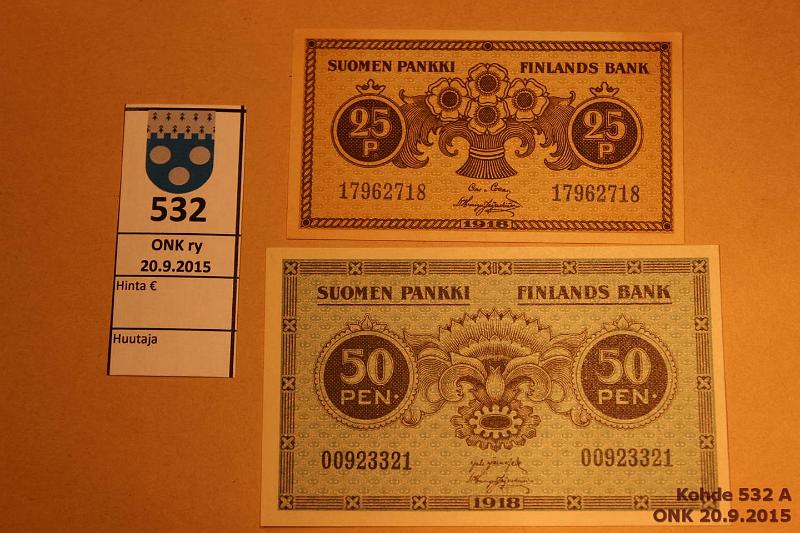 532
ONK ry
20.9.2015
Hinta €
Huutaja
SUOMEN PANKKI FINLANDS BANK
25 P 25 P
17962718 17962718
1918
SUOMEN PANKKI FINLANDS BANK
50 PEN. 50 PEN.
00923321 00923321
1918
Kohde 532 A
ONK 20.9.2015